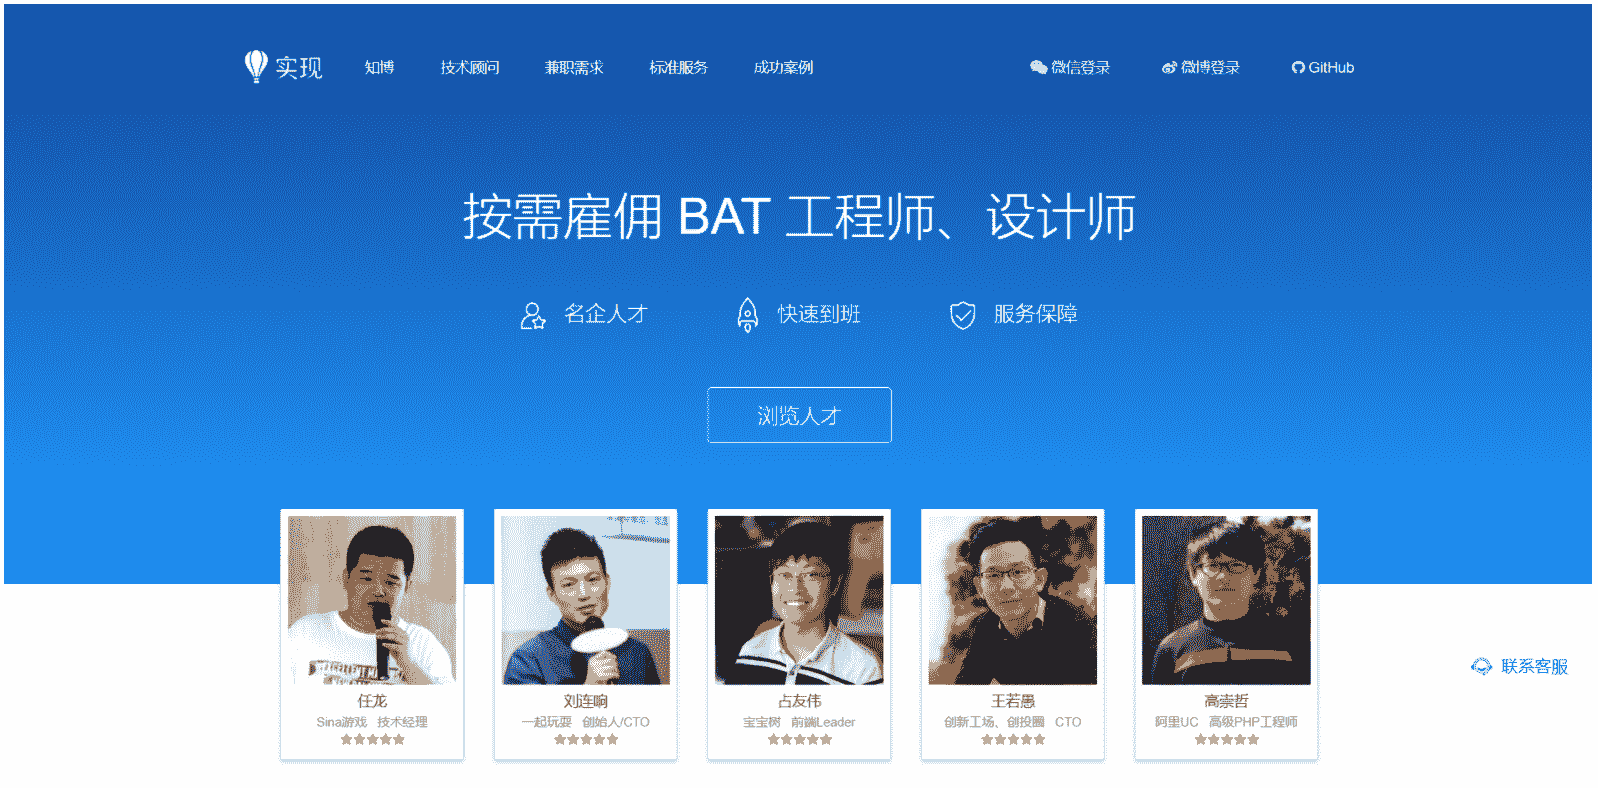 实现 知博 技术顾问 兼职需求 标准服务 成功案例 微信登录 微博登录 GitHub
按需雇佣 BAT 工程师、设计师
名企人才 快速到班 服务保障
浏览人才
任龙 刘连响 占友伟 王若愚 高崇哲
Sina游戏 技术经理 一起玩耍 创始人/CTO 宝宝树 前端Leader 创新工场、创投圈 CTO 阿里UC 高级PHP工程师
联系客服